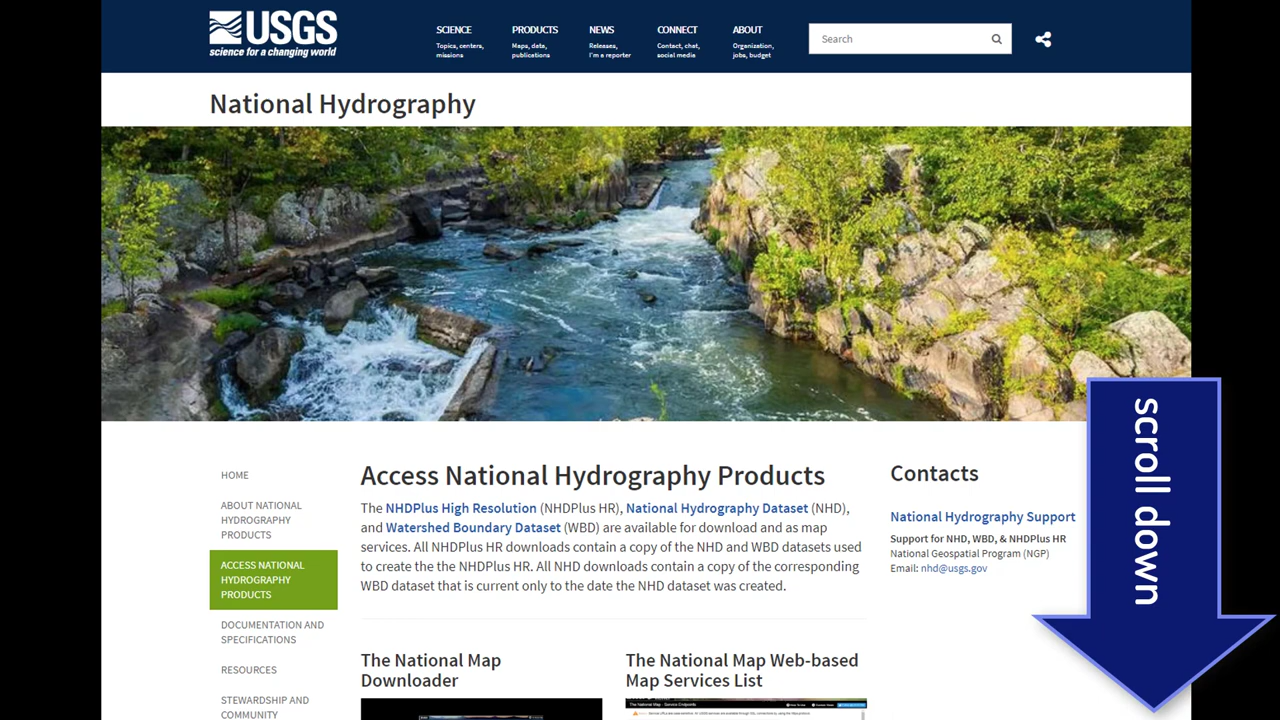 USGS
science for a changing world
SCIENCE
Topics, centers,
missions
PRODUCTS
Maps, data,
publications
NEWS
Releases,
I'm a reporter
CONNECT
Contact, chat,
social media
ABOUT
Organization,
jobs, budget
Search
National Hydrography
HOME
ABOUT NATIONAL
HYDROGRAPHY
PRODUCTS
ACCESS NATIONAL
HYDROGRAPHY
PRODUCTS
DOCUMENTATION AND
SPECIFICATIONS
RESOURCES
STEWARDSHIP AND
COMMUNITY
Access National Hydrography Products
The NHDPlus High Resolution (NHDPlus HR), National Hydrography Dataset (NHD),
and Watershed Boundary Dataset (WBD) are available for download and as map
services. All NHDPlus HR downloads contain a copy of the NHD and WBD datasets used
to create the the NHDPlus HR. All NHD downloads contain a copy of the corresponding
WBD dataset that is current only to the date the NHD dataset was created.
The National Map
Downloader
The National Map Web-based
Map Services List
The National Map - Service Endpoints
Contacts
National Hydrography Support
Support for NHD, WBD, & NHDPlus HR
National Geospatial Program (NGP)
Email: nhd@usgs.gov
scroll down